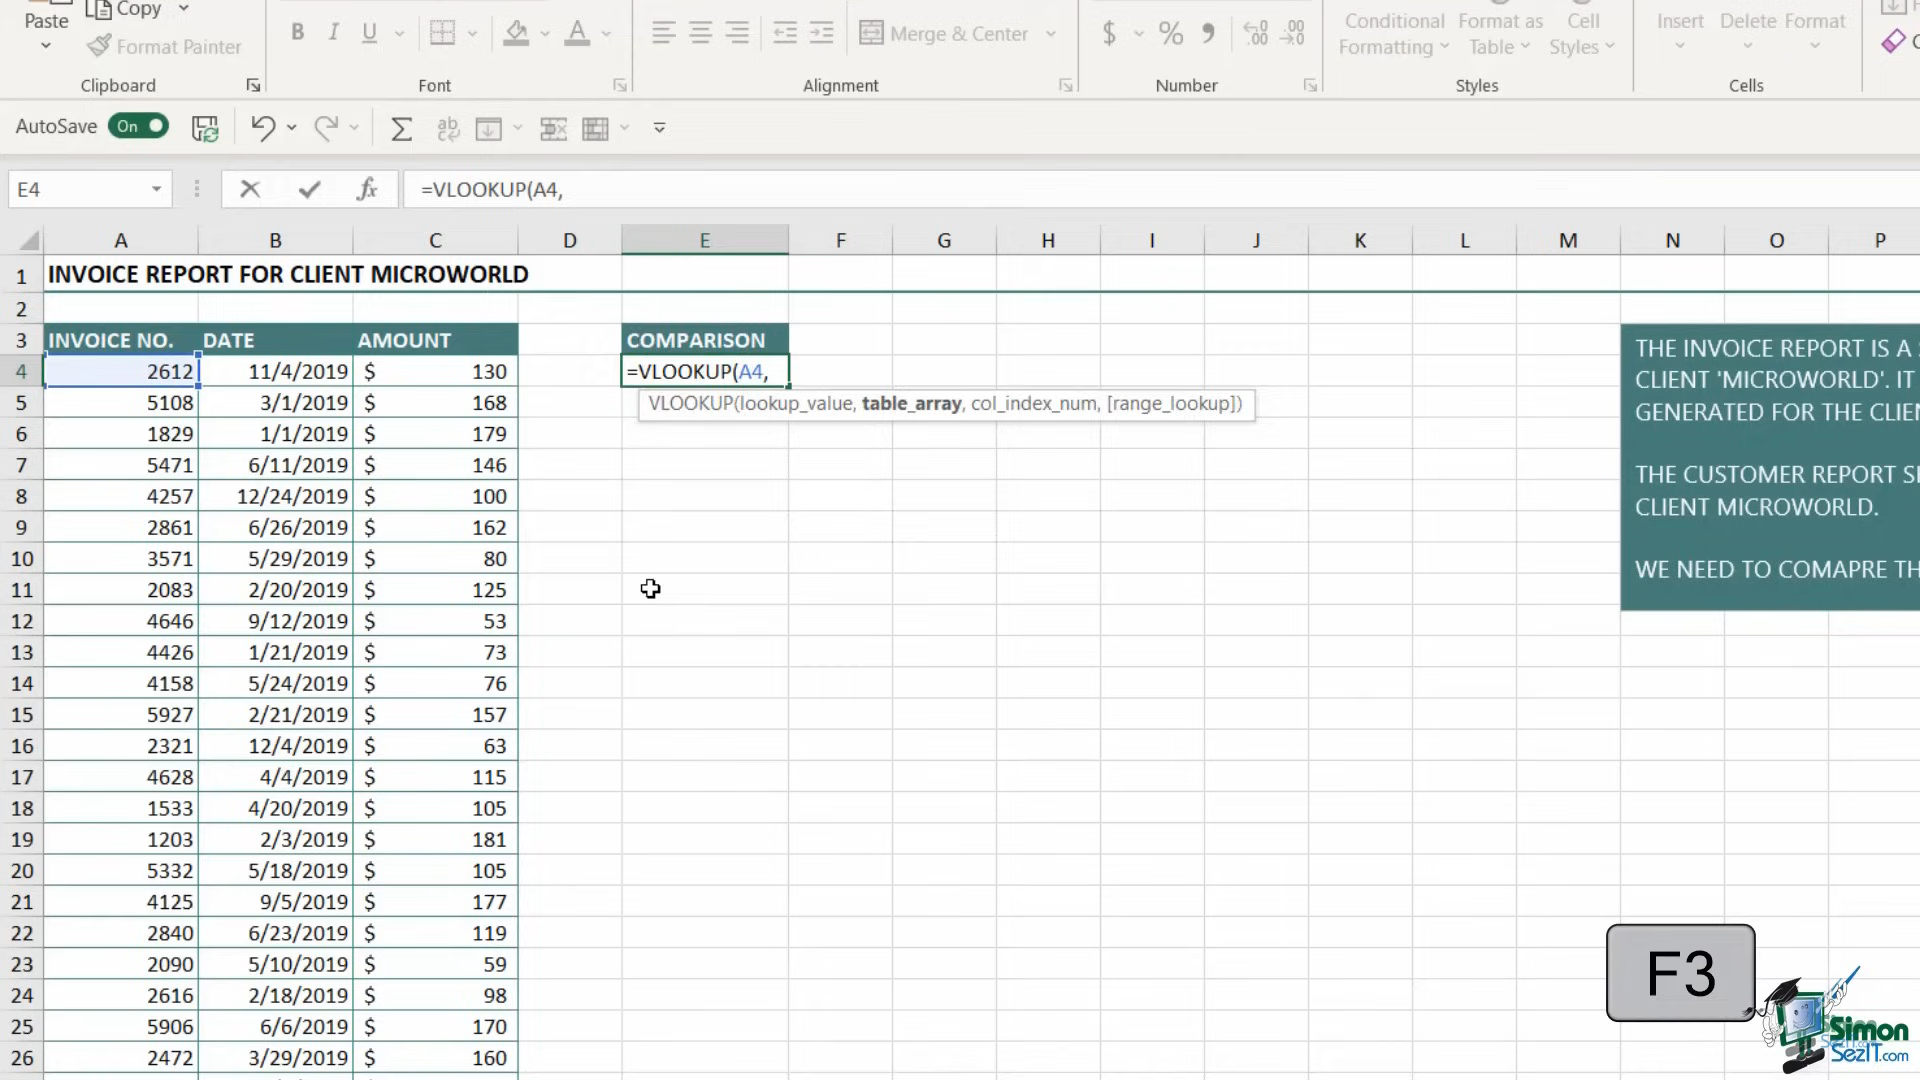 Paste
Copy
Format Painter
Clipboard
B I U
A
Font
Merge & Center
Alignment
$ % 9
.00
Number
Conditional Formatting
Format as Table
Cell Styles
Styles
Insert Delete Format
Cells
AutoSave On
ab
E4
fx
=VLOOKUP(A4,
A B C D E F G H I J K L M N O P
1 INVOICE REPORT FOR CLIENT MICROWORLD
2
3 INVOICE NO. DATE AMOUNT COMPARISON
4 2612 11/4/2019 $ 130 =VLOOKUP(A4,
VLOOKUP(lookup_value, table_array, col_index_num, [range_lookup])
5 5108 3/1/2019 $ 168
6 1829 1/1/2019 $ 179
7 5471 6/11/2019 $ 146
8 4257 12/24/2019 $ 100
9 2861 6/26/2019 $ 162
10 3571 5/29/2019 $ 80
11 2083 2/20/2019 $ 125
12 4646 9/12/2019 $ 53
13 4426 1/21/2019 $ 73
14 4158 5/24/2019 $ 76
15 5927 2/21/2019 $ 157
16 2321 12/4/2019 $ 63
17 4628 4/4/2019 $ 115
18 1533 4/20/2019 $ 105
19 1203 2/3/2019 $ 181
20 5332 5/18/2019 $ 105
21 4125 9/5/2019 $ 177
22 2840 6/23/2019 $ 119
23 2090 5/10/2019 $ 59
24 2616 2/18/2019 $ 98
25 5906 6/6/2019 $ 170
26 2472 3/29/2019 $ 160
THE INVOICE REPORT IS A
CLIENT 'MICROWORLD'. IT
GENERATED FOR THE
THE CUSTOMER REPORT
CLIENT MICROWORLD.
WE NEED TO COMAPRE
F3
Simon
SezIT.com